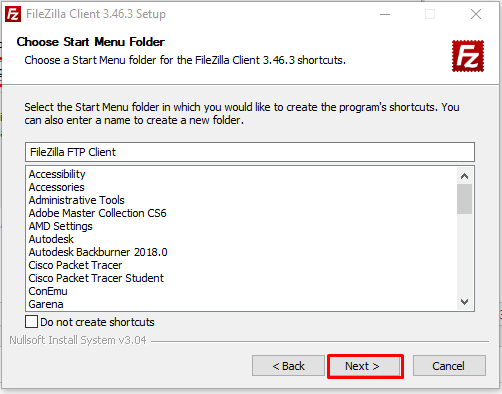 FileZilla Client 3.46.3 Setup
Choose Start Menu Folder
Choose a Start Menu folder for the FileZilla Client 3.46.3 shortcuts.
Fz
Select the Start Menu folder in which you would like to create the program's shortcuts. You
can also enter a name to create a new folder.
FileZilla FTP Client
Accessibility
Accessories
Administrative Tools
Adobe Master Collection CS6
AMD Settings
Autodesk
Autodesk Backburner 2018.0
Cisco Packet Tracer
Cisco Packet Tracer Student
ConEmu
Garena
Do not create shortcuts
Nullsoft Install System v3.04
< Back
Next >
Cancel